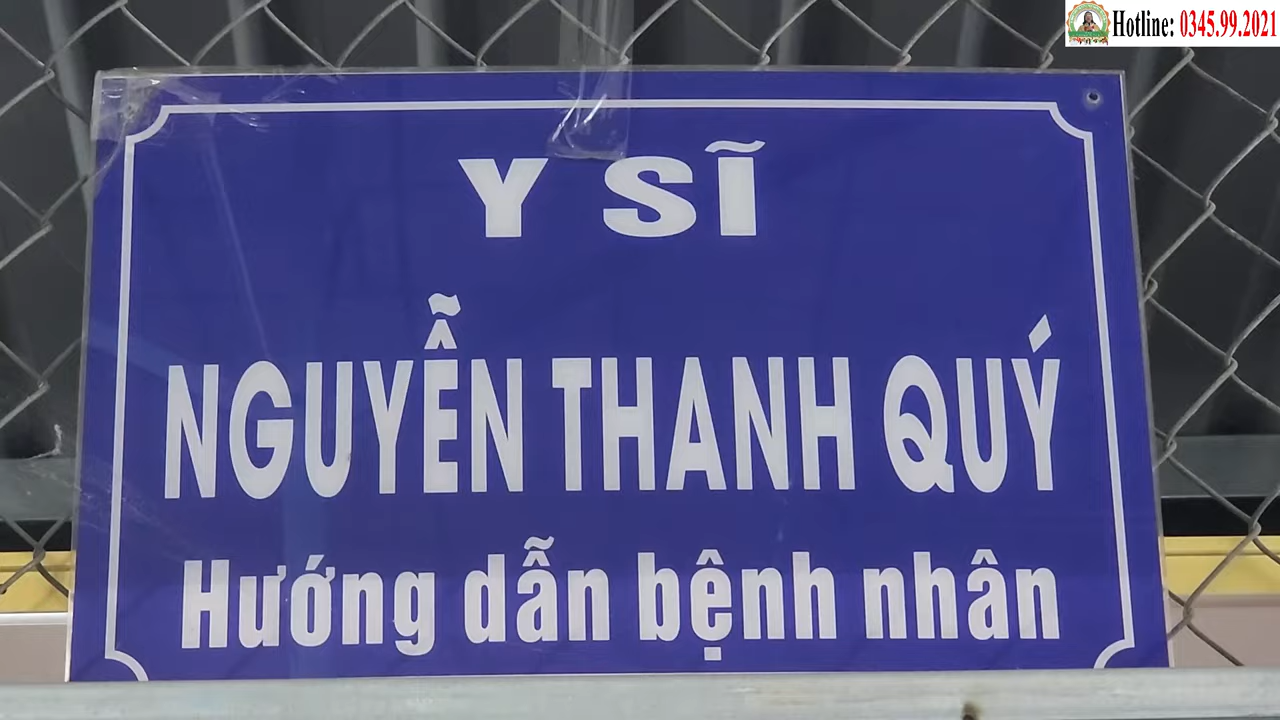 Hotline: 0345.99.2021
Y SĨ
NGUYỄN THANH QUÝ
Hướng dẫn bệnh nhân